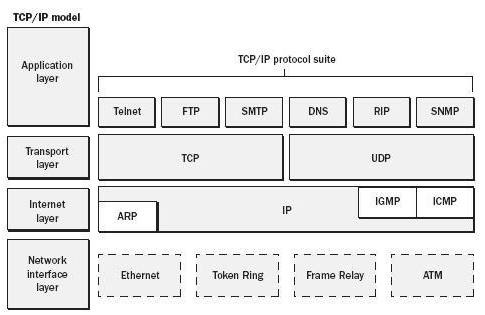 TCP/IP model
TCP/IP protocol suite
Application
layer
Telnet FTP SMTP DNS RIP SNMP
Transport
layer
TCP UDP
Internet
layer
ARP IP IGMP ICMP
Network
interface
layer
Ethernet Token Ring Frame Relay ATM